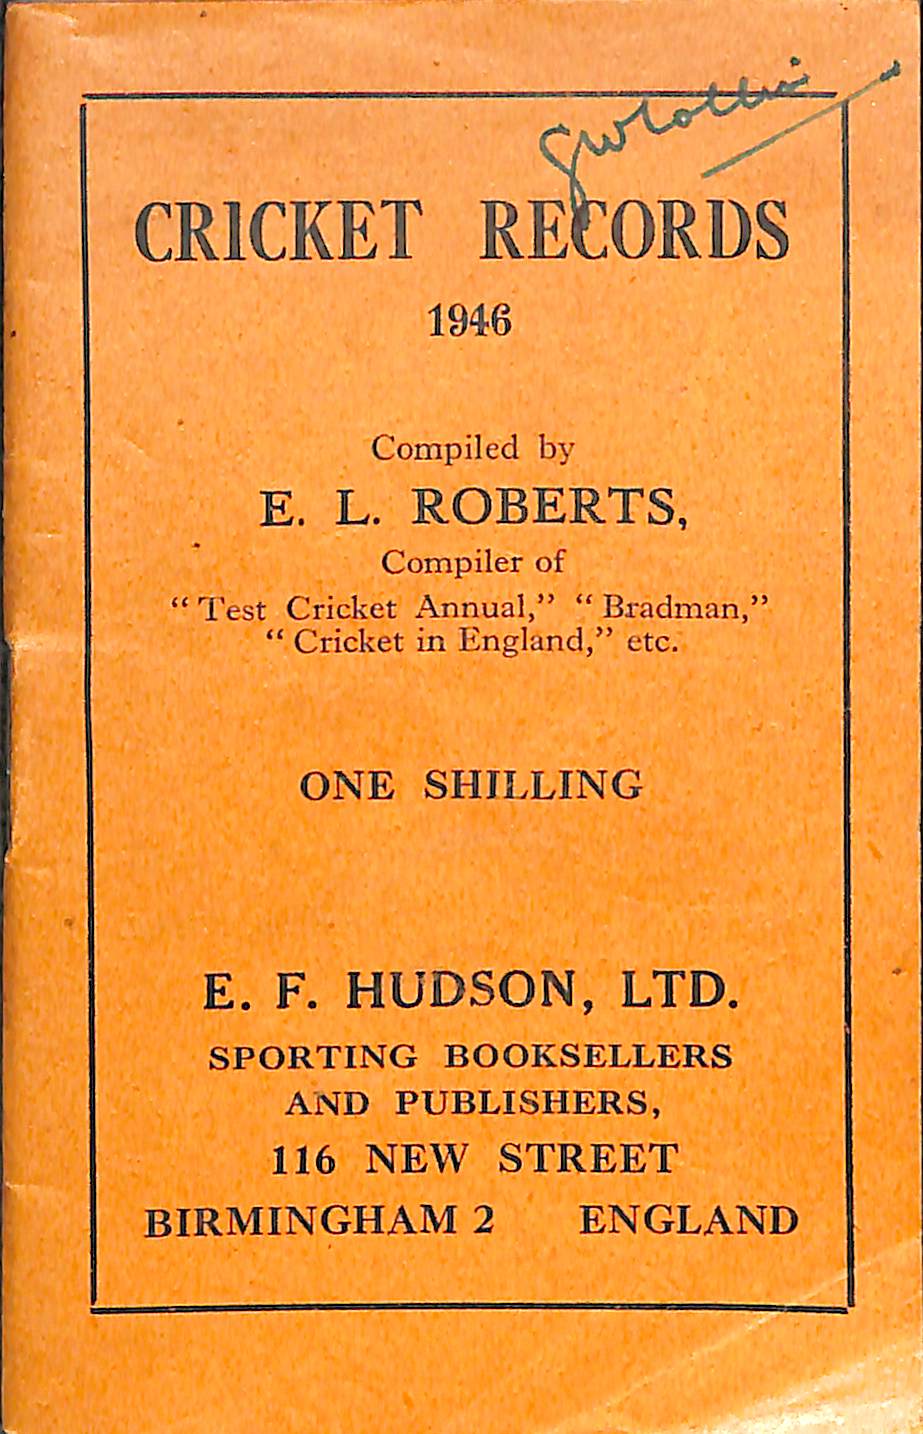 CRICKET RECORDS
1946
Compiled by
E. L. ROBERTS,
Compiler of
“Test Cricket Annual,” “Bradman,”
“Cricket in England,” etc.
ONE SHILLING
E. F. HUDSON, LTD.
SPORTING BOOKSELLERS
AND PUBLISHERS,
116 NEW STREET
BIRMINGHAM 2 ENGLAND